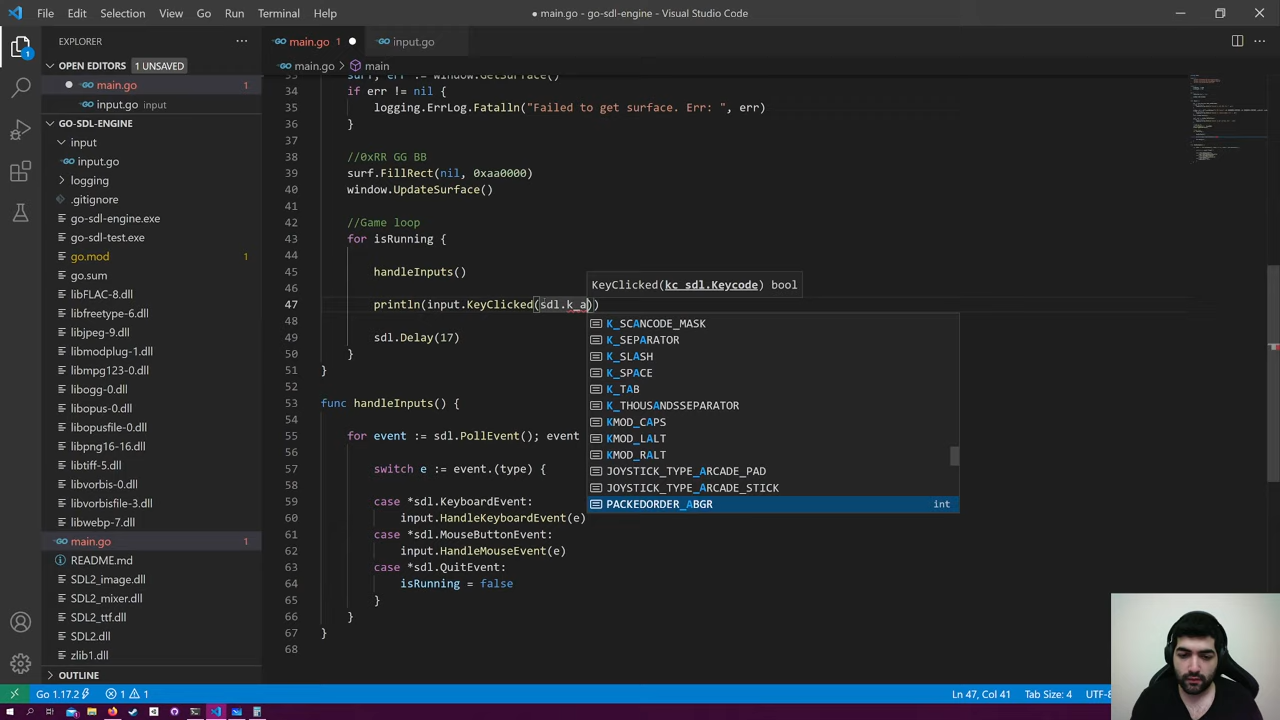 File Edit Selection View Go Run Terminal Help
● main.go - go-sdl-engine - Visual Studio Code
EXPLORER
main.go 1 ●
input.go
OPEN EDITORS 1 UNSAVED
main.go > main
● main.go 1
input.go input
GO-SDL-ENGINE
input
input.go
logging
.gitignore
go-sdl-engine.exe
go-sdl-test.exe
go.mod 1
go.sum
libFLAC-8.dll
libfreetype-6.dll
libjpeg-9.dll
libmodplug-1.dll
libmpg123-0.dll
libogg-0.dll
libopus-0.dll
libopusfile-0.dll
libpng16-16.dll
libtiff-5.dll
libvorbis-0.dll
libvorbisfile-3.dll
libwebp-7.dll
main.go 1
README.md
SDL2_image.dll
SDL2_mixer.dll
SDL2_ttf.dll
SDL2.dll
zlib1.dll
OUTLINE
33 surf, err := window.GetSurface()
34 if err != nil {
35 logging.ErrLog.Fatalln("Failed to get surface. Err: ", err)
36 }
37
38 //0xRR GG BB
39 surf.FillRect(nil, 0xaa0000)
40 window.UpdateSurface()
41
42 //Game loop
43 for isRunning {
44
45 handleInputs()
46
47 println(input.KeyClicked(sdl.k_a))
48
49 sdl.Delay(17)
50 }
51 }
52
53 func handleInputs() {
54
55 for event := sdl.PollEvent(); event
56
57 switch e := event.(type) {
58
59 case *sdl.KeyboardEvent:
60 input.HandleKeyboardEvent(e)
61 case *sdl.MouseButtonEvent:
62 input.HandleMouseEvent(e)
63 case *sdl.QuitEvent:
64 isRunning = false
65 }
66 }
67 }
68
KeyClicked(kc sdl.Keycode) bool
K_SCANCODE_MASK
K_SEPARATOR
K_SLASH
K_SPACE
K_TAB
K_THOUSANDSSEPARATOR
KMOD_CAPS
KMOD_LALT
KMOD_RALT
JOYSTICK_TYPE_ARCADE_PAD
JOYSTICK_TYPE_ARCADE_STICK
PACKEDORDER_ABGR int
Go 1.17.2 1 1
Ln 47, Col 41 Tab Size: 4 UTF-8